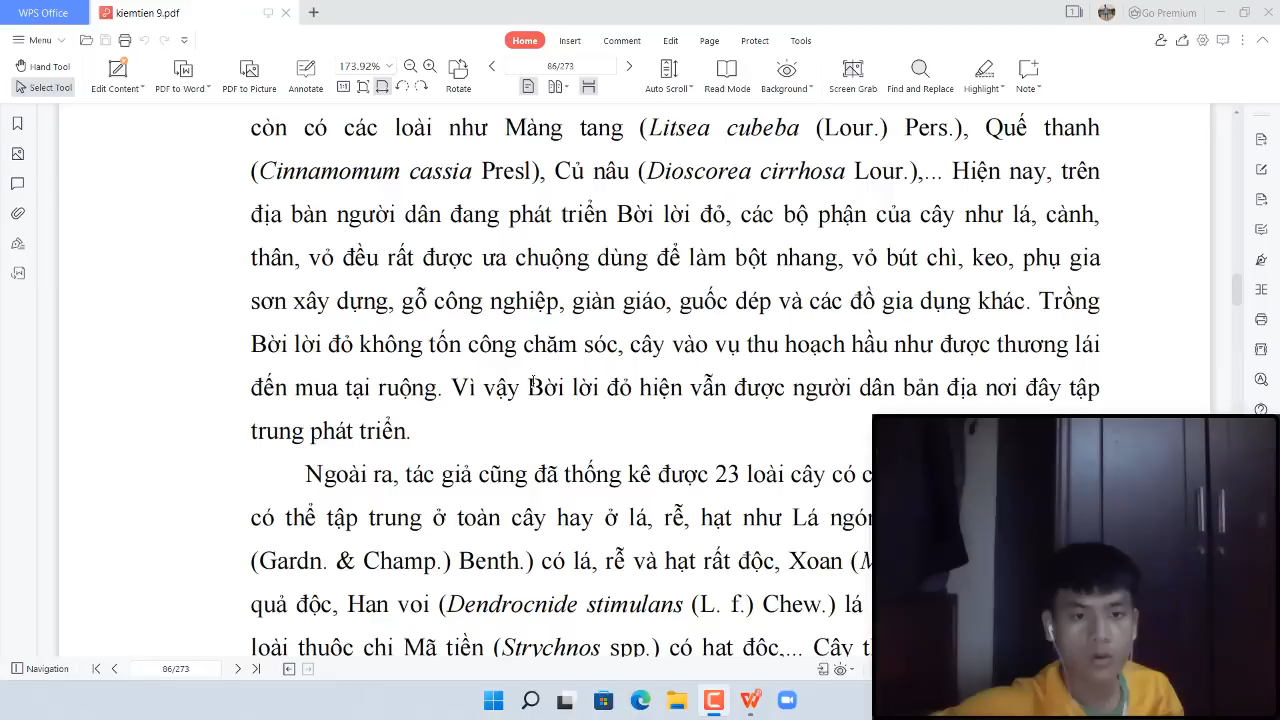 WPS Office
kiemtien 9.pdf
Go Premium
Menu
Home Insert Comment Edit Page Tools
Hand Tool
Select Tool
Edit Content
PDF to Word
PDF to Picture
Annotate
173.92%
Rotate
86/273
Auto Scroll
Read Mode
Background
Screen Grab
Find and Replace
Highlight
Note
còn có các loài như Màng tang (Litsea cubeba (Lour.) Pers.), Quế thanh
(Cinnamomum cassia Presl), Củ nâu (Dioscorea cirrhosa Lour.),... Hiện nay, trên
địa bàn người dân đang phát triển Bời lời đỏ, các bộ phận của cây như lá, cành,
thân, vỏ đều rất được ưa chuộng dùng để làm bột nhang, vỏ bút chì, keo, phụ gia
sơn xây dựng, gỗ công nghiệp, giàn giáo, guốc dép và các đồ gia dụng khác. Trồng
Bời lời đỏ không tốn công chăm sóc, cây vào vụ thu hoạch hầu như được thương lái
đến mua tại ruộng. Vì vậy Bời lời đỏ hiện vẫn được người dân bản địa nơi đây tập
trung phát triển.
Ngoài ra, tác giả cũng đã thống kê được 23 loài cây có
có thể tập trung ở toàn cây hay ở lá, rễ, hạt như Lá ngón
(Gardn. & Champ.) Benth.) có lá, rễ và hạt rất độc, Xoan (
quả độc, Han voi (Dendrocnide stimulans (L. f.) Chew.) lá
loài thuộc chi Mã tiền (Strychnos spp.) có hạt độc,... Cây
Navigation
86/273